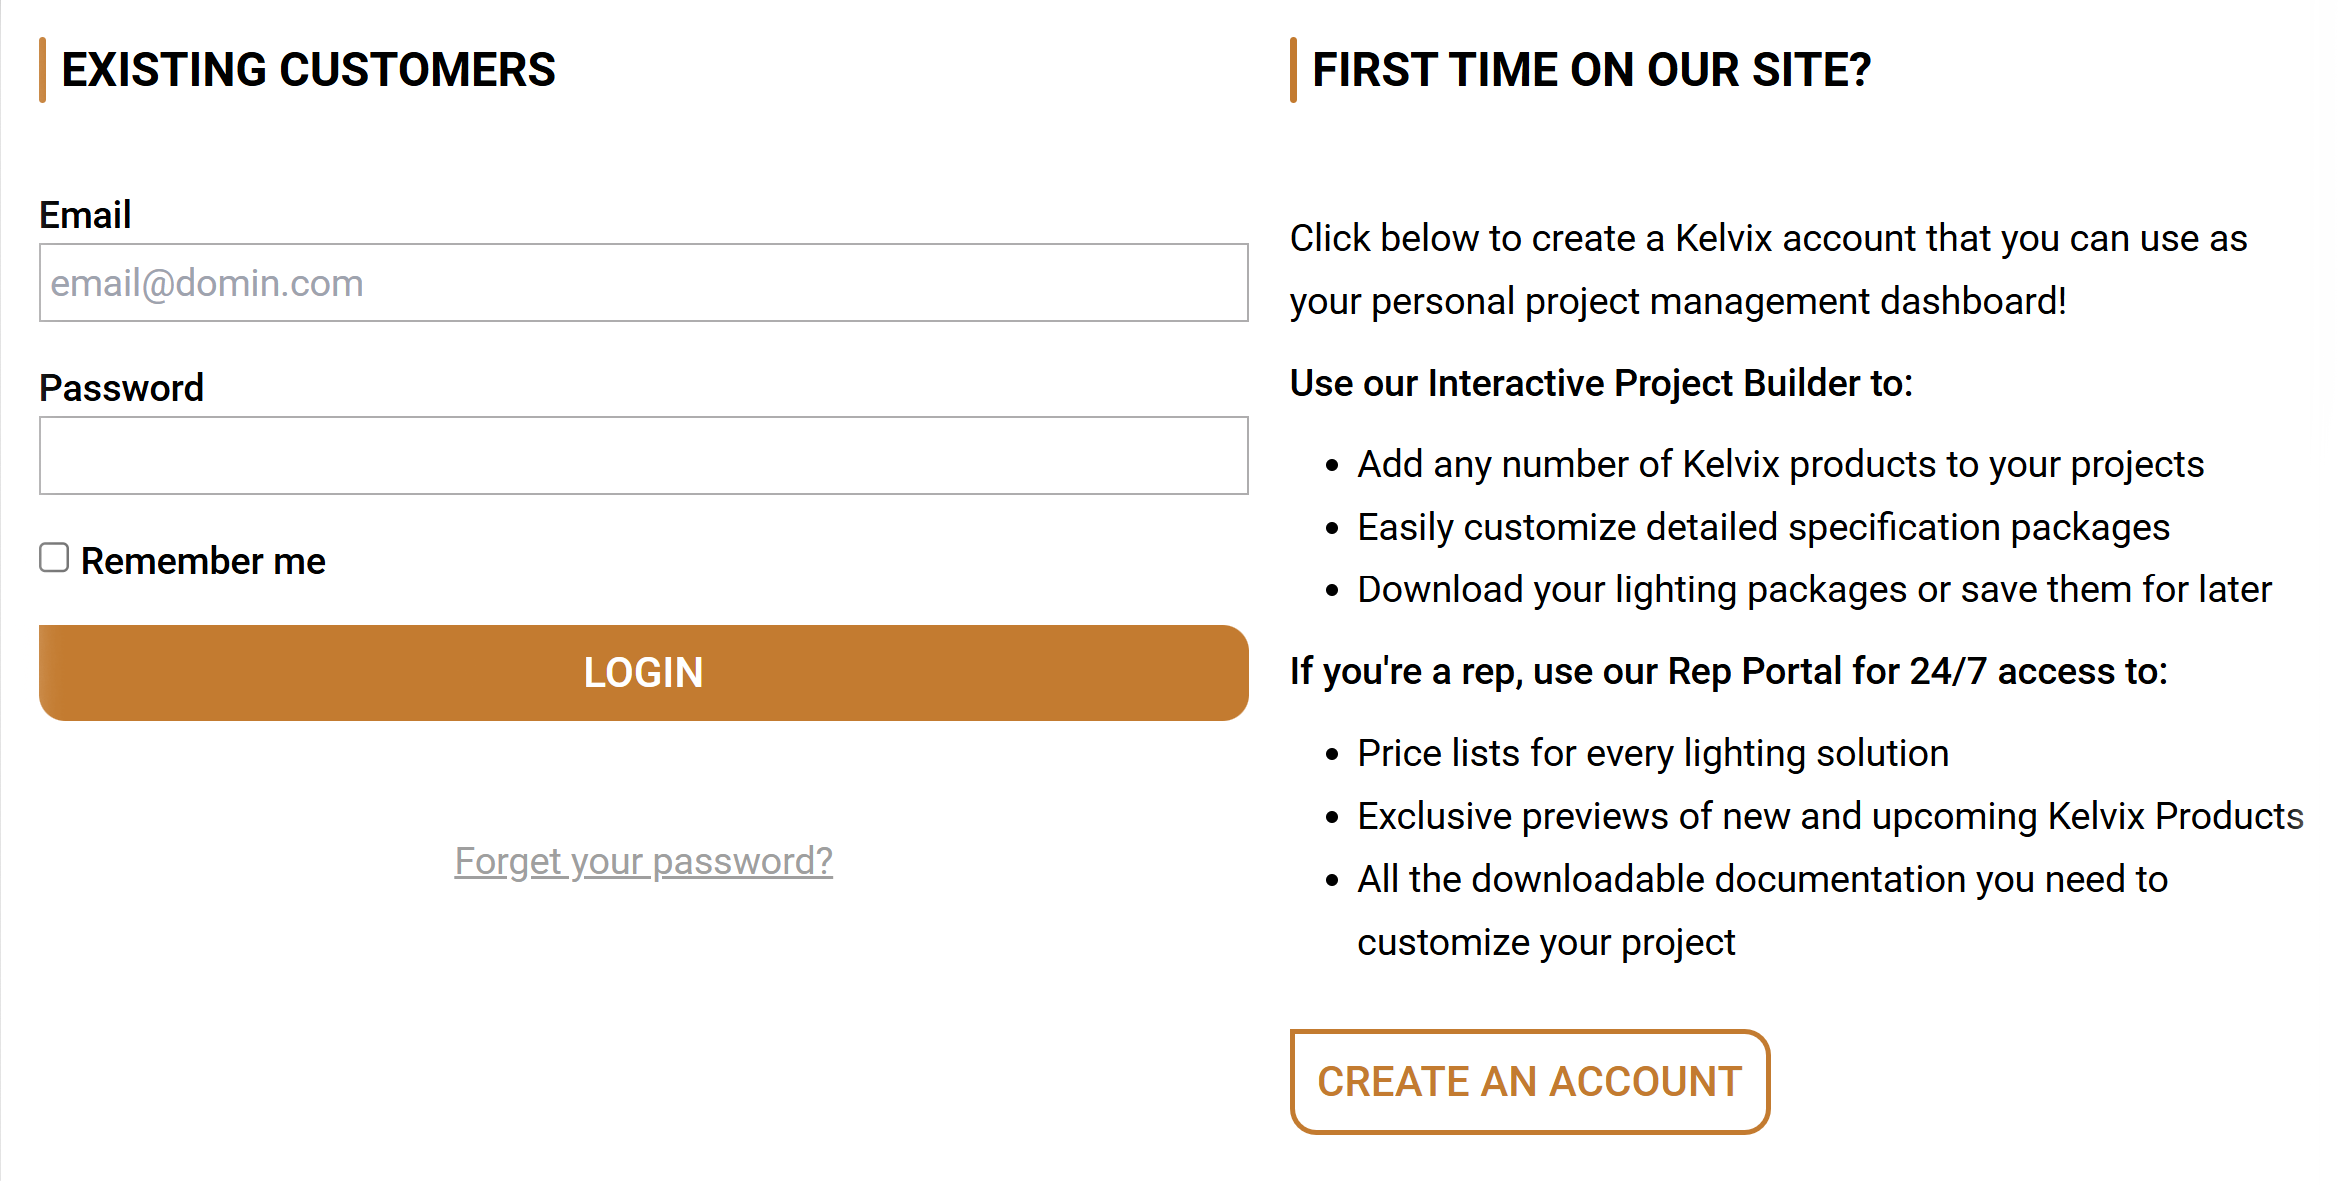 EXISTING CUSTOMERS
Email
email@domin.com
Password
Remember me
LOGIN
Forget your password?
FIRST TIME ON OUR SITE?
Click below to create a Kelvix account that you can use as
your personal project management dashboard!
Use our Interactive Project Builder to:
Add any number of Kelvix products to your projects
Easily customize detailed specification packages
Download your lighting packages or save them for later
If you're a rep, use our Rep Portal for 24/7 access to:
Price lists for every lighting solution
Exclusive previews of new and upcoming Kelvix Products
All the downloadable documentation you need to
customize your project
CREATE AN ACCOUNT